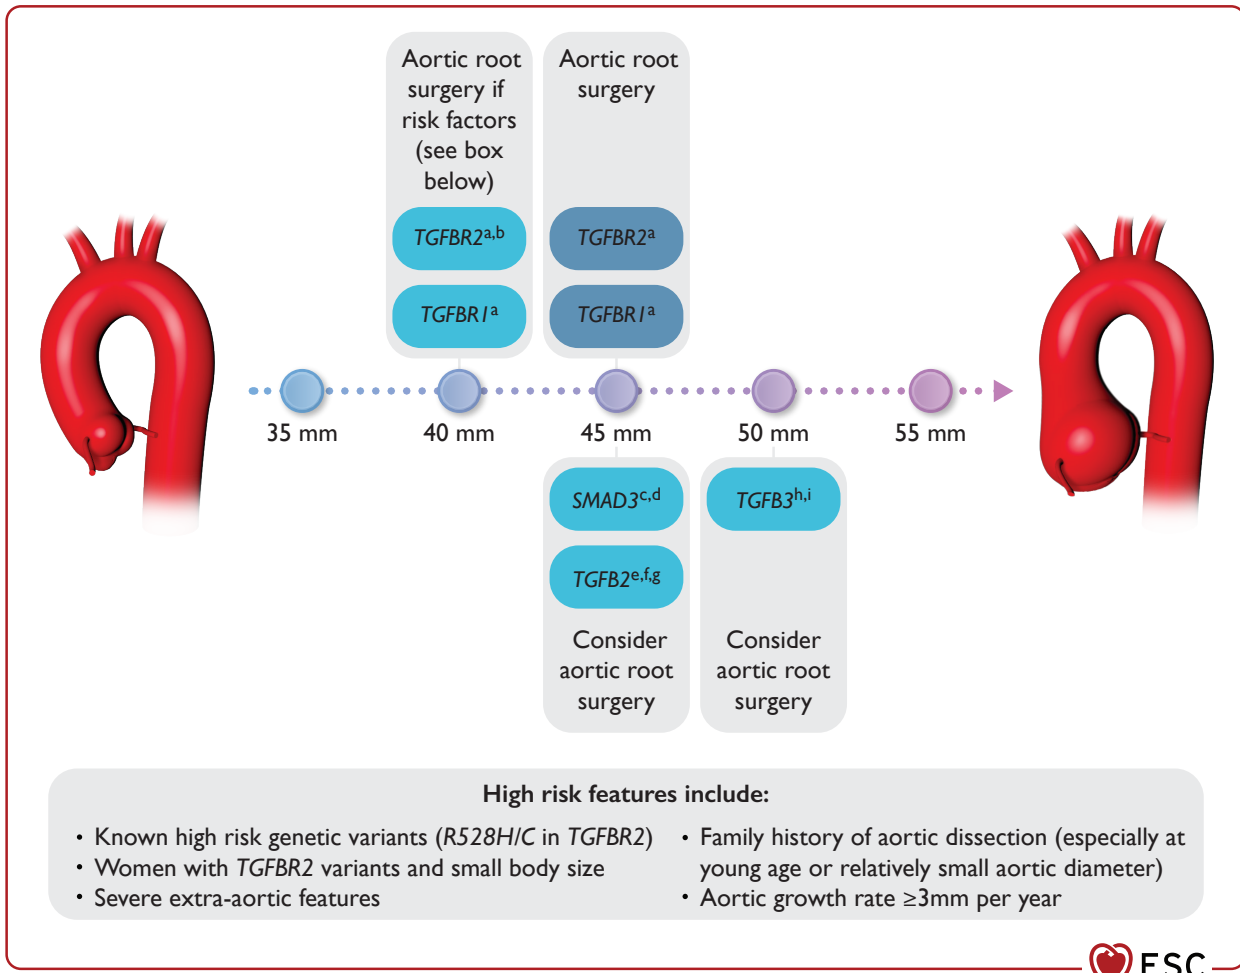 Aortic root
surgery if
risk factors
(see box
below)
TGFBR2a,b
TGFBR1a
Aortic root
surgery
TGFBR2a
TGFBR1a
35 mm
40 mm
45 mm
50 mm
55 mm
SMAD3c,d
TGFB2e,f,g
Consider
aortic root
surgery
TGFB3h,i
Consider
aortic root
surgery
High risk features include:
• Known high risk genetic variants (R528H/C in TGFBR2)
• Women with TGFBR2 variants and small body size
• Severe extra-aortic features
• Family history of aortic dissection (especially at
young age or relatively small aortic diameter)
• Aortic growth rate ≥3mm per year
ESC